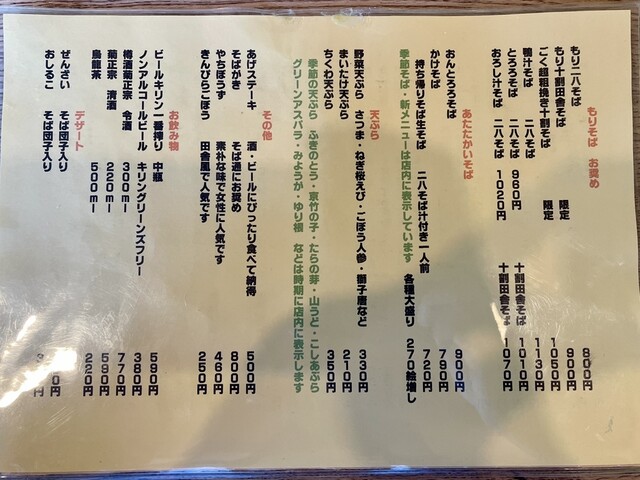 もりそば お奨め
もり二八そば 800円
もり十割田舎そば 限定 900円
ごく超粗挽き十割そば 限定 1050円
鴨汁そば 二八そば 1130円
とろろそば 二八そば 960円 十割田舎そば 1010円
おろし汁そば 二八そば 1020円 十割田舎そば 1070円
あたたかいそば
おんとろろそば 900円
かけそば 790円
持ち帰りそば生そば 二八そば汁付き一人前 720円
季節そば・新メニューは店内に表示しています 各種大盛り 270円増し
天ぷら
野菜天ぷら さつま・ねぎ桜えび・ごぼう人参・獅子唐など 330円
まいたけ天ぷら 210円
ちくわ天ぷら 350円
季節の天ぷら ふきのとう・京竹の子・たらの芽・山うど・こしあぶら
グリーンアスパラ・みょうが・ゆり根 などは時期に店内に表示します
その他
あげステーキ 酒・ビールにぴったり食べて納得 500円
そばがき そば通にお奨め 800円
やちぼうず 素朴な味で女性に人気です 460円
きんぴらごぼう 田舎風で人気です 250円
お飲み物
ビールキリン一番搾り 中瓶 590円
ノンアルコールビール キリングリーンズフリー 380円
樽酒菊正宗 令酒 300ml 770円
菊正宗 清酒 220ml 590円
烏龍茶 500ml 220円
デザート
ぜんざい そば団子入り
おしるこ そば団子入り